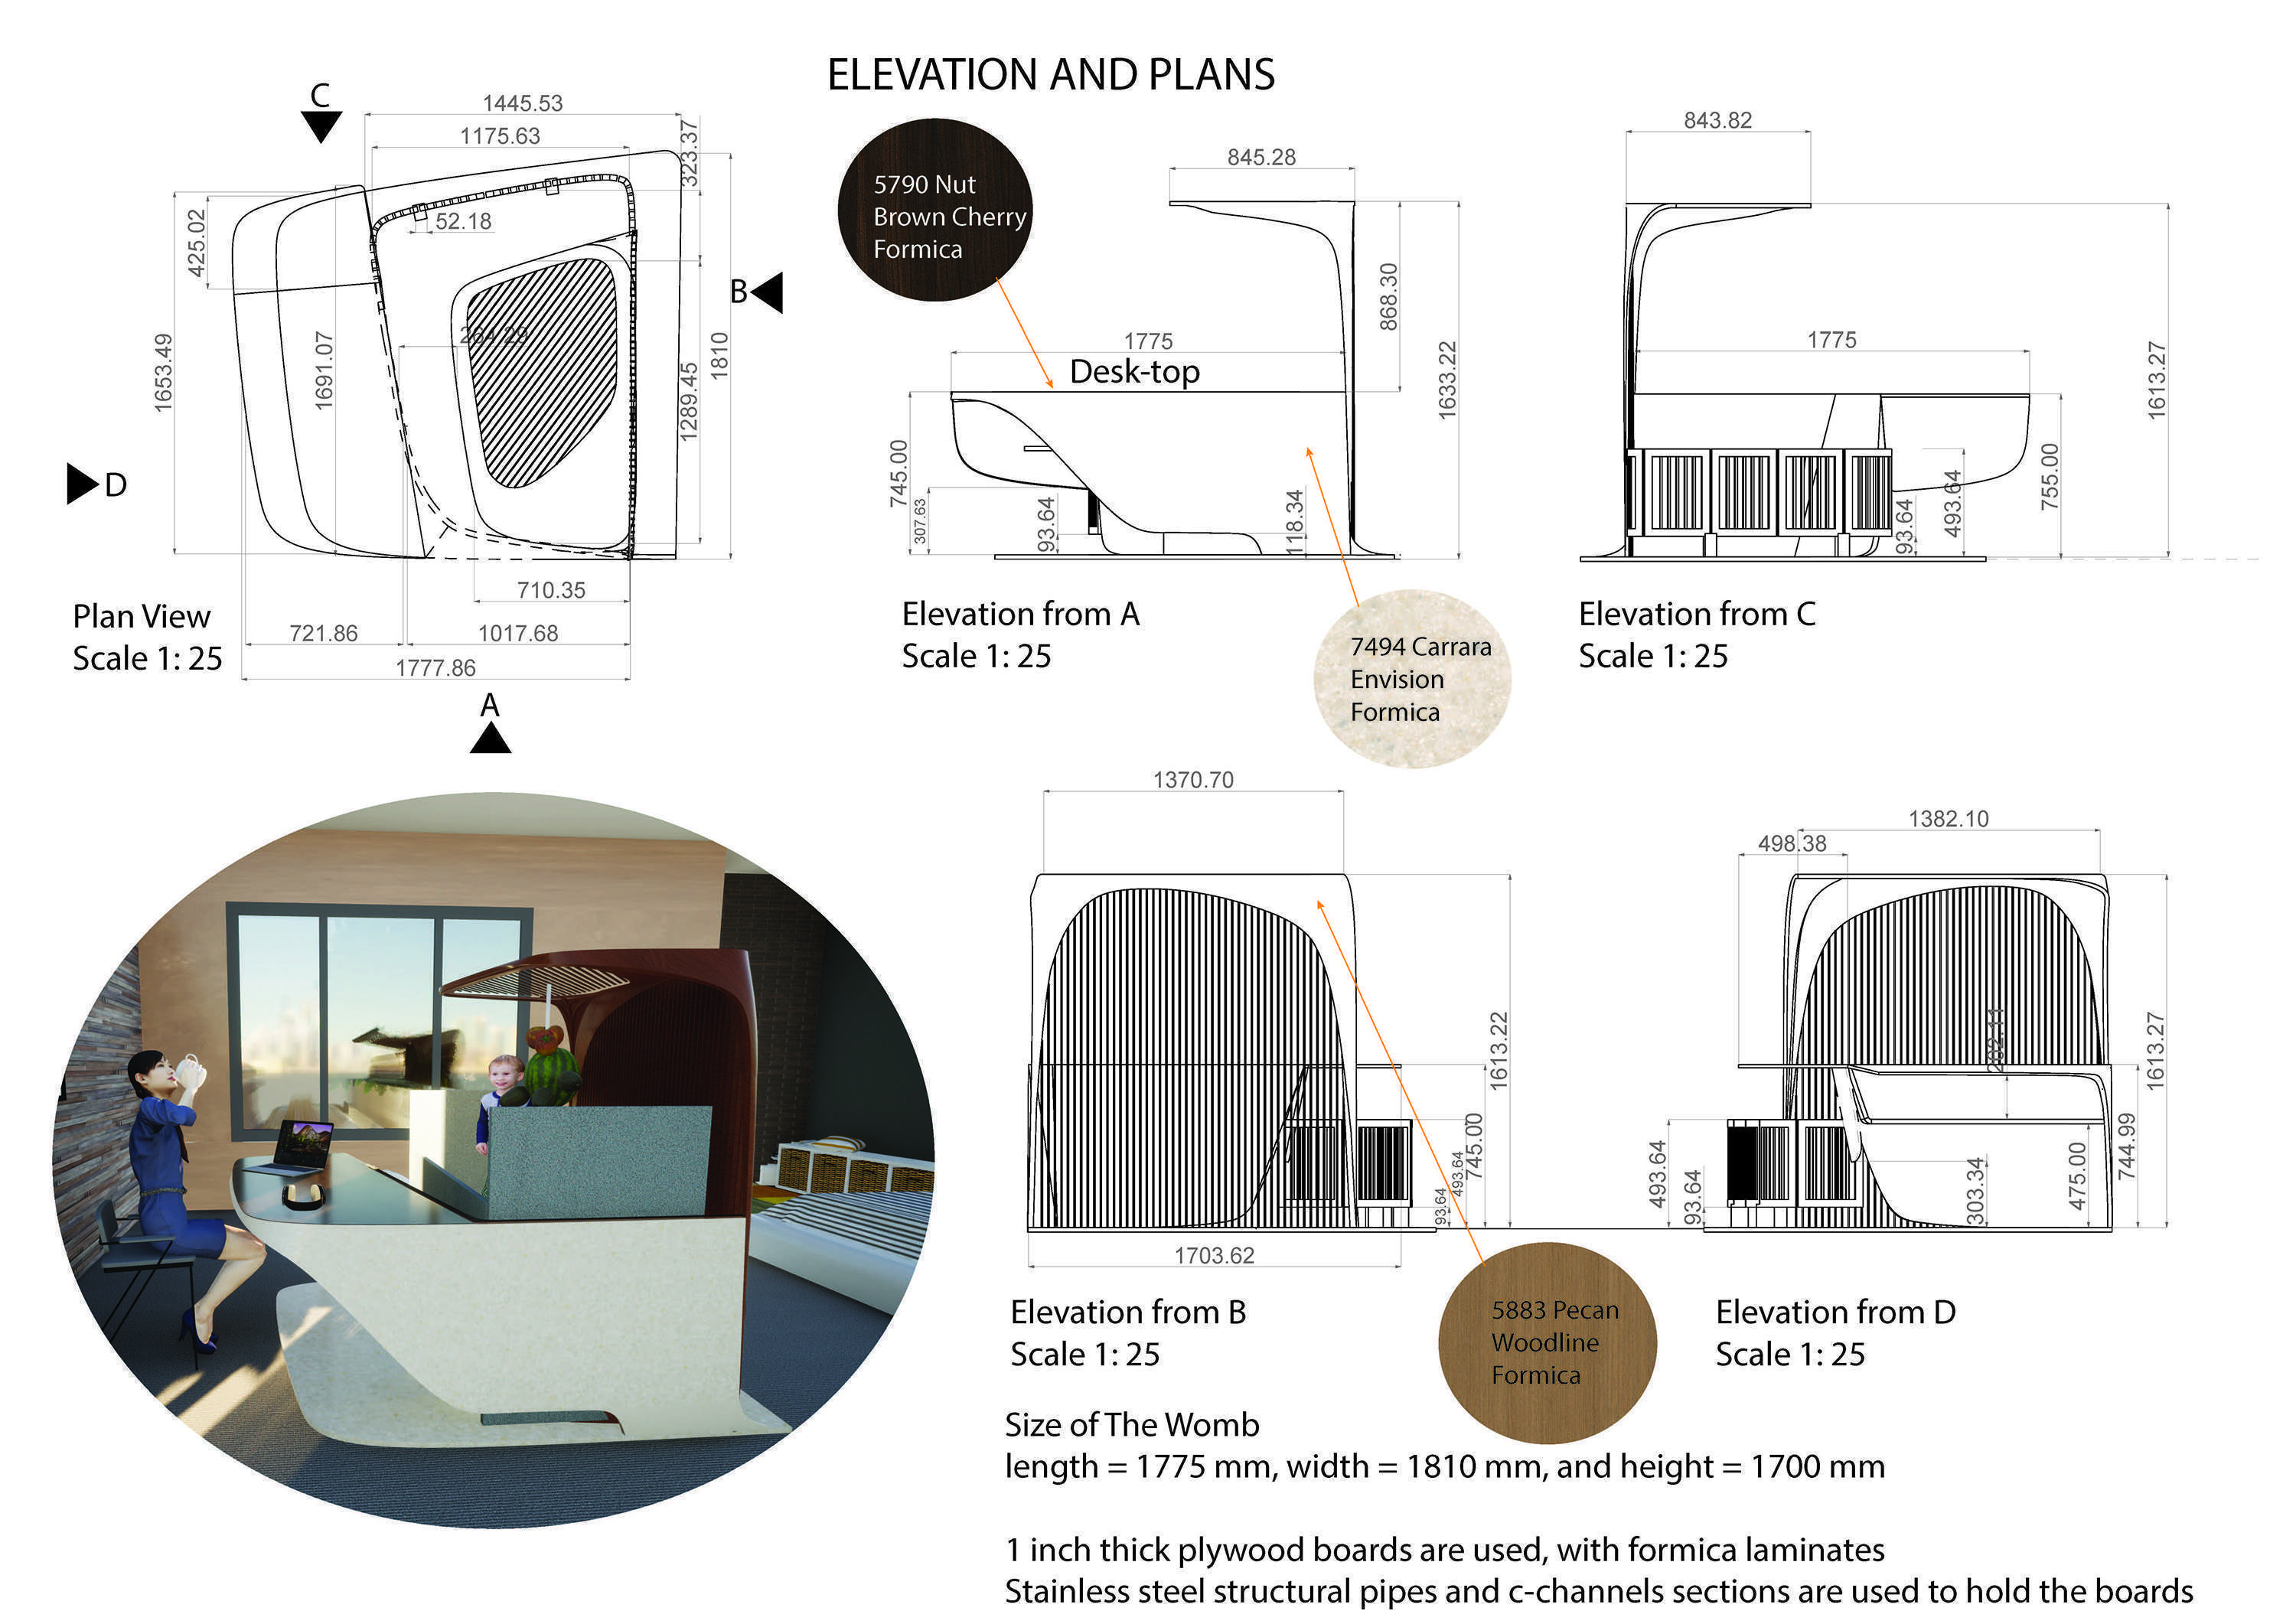 ELEVATION AND PLANS
C
1445.53
1175.63
323.37
52.18
425.02
B
264.29
1653.49
1691.07
1810
1289.45
D
710.35
721.86
1017.68
1777.86
Plan View
Scale 1: 25
A
5790 Nut
Brown Cherry
Formica
845.28
868.30
1775
Desk-top
1633.22
745.00
307.63
93.64
118.34
Elevation from A
Scale 1: 25
7494 Carrara
Envision
Formica
843.82
1775
1613.27
755.00
493.64
93.64
Elevation from C
Scale 1: 25
1370.70
1613.22
745.00
493.64
93.64
1703.62
Elevation from B
Scale 1: 25
5883 Pecan
Woodline
Formica
1382.10
498.38
1613.27
493.64
93.64
303.34
475.00
744.99
Elevation from D
Scale 1: 25
Size of The Womb
length = 1775 mm, width = 1810 mm, and height = 1700 mm
1 inch thick plywood boards are used, with formica laminates
Stainless steel structural pipes and c-channels sections are used to hold the boards